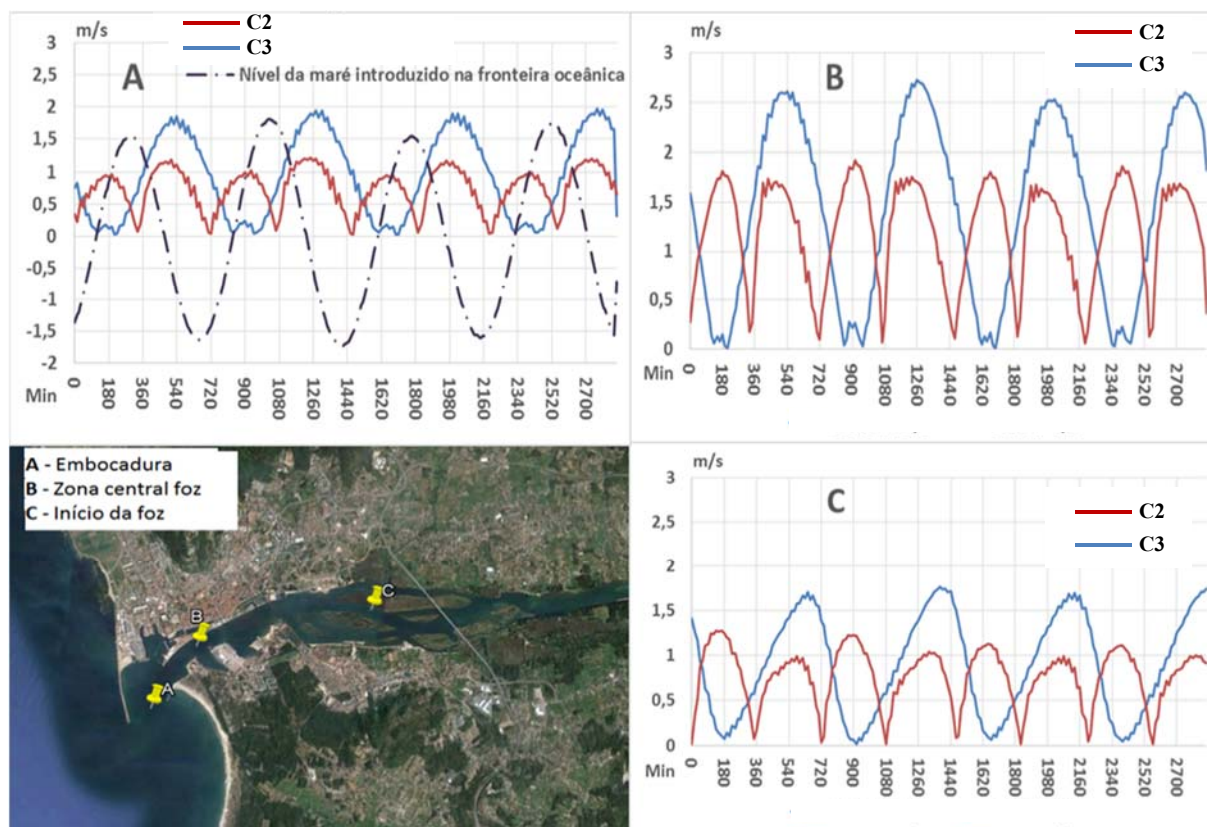 m/s
C2
C3
Nível da maré introduzido na fronteira oceânica
A
3
2,5
2
1,5
1
0,5
0
-0,5
-1
-1,5
-2
Min
0 180 360 540 720 900 1080 1260 1440 1620 1800 1980 2160 2340 2520 2700
m/s
C2
C3
B
3
2,5
2
1,5
1
0,5
0
Min
0 180 360 540 720 900 1080 1260 1440 1620 1800 1980 2160 2340 2520 2700
A - Embocadura
B - Zona central foz
C - Início da foz
A
B
C
m/s
C2
C3
C
3
2,5
2
1,5
1
0,5
0
Min
0 180 360 540 720 900 1080 1260 1440 1620 1800 1980 2160 2340 2520 2700